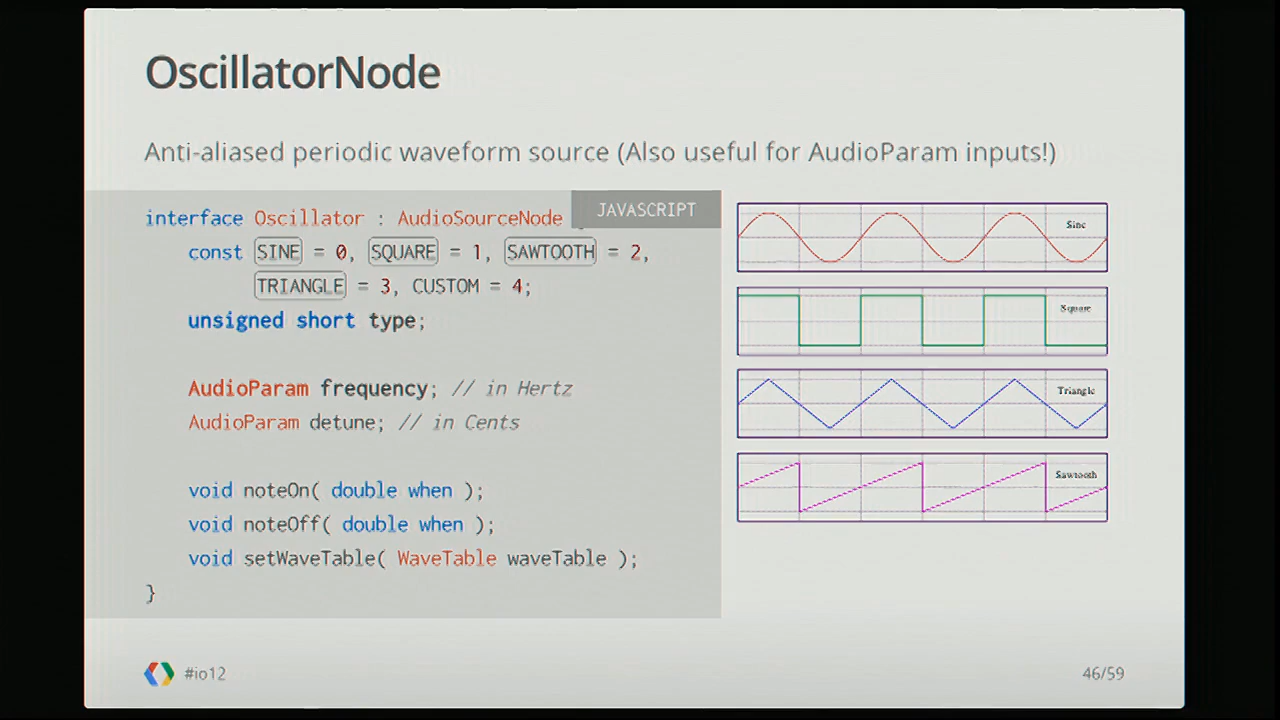 OscillatorNode
Anti-aliased periodic waveform source (Also useful for AudioParam inputs!)
JAVASCRIPT
interface Oscillator : AudioSourceNode
const SINE = 0, SQUARE = 1, SAWTOOTH = 2,
TRIANGLE = 3, CUSTOM = 4;
unsigned short type;
AudioParam frequency; // in Hertz
AudioParam detune; // in Cents
void noteOn( double when );
void noteOff( double when );
void setWaveTable( WaveTable waveTable );
}
Sine
Square
Triangle
Sawtooth
#io12
46/59